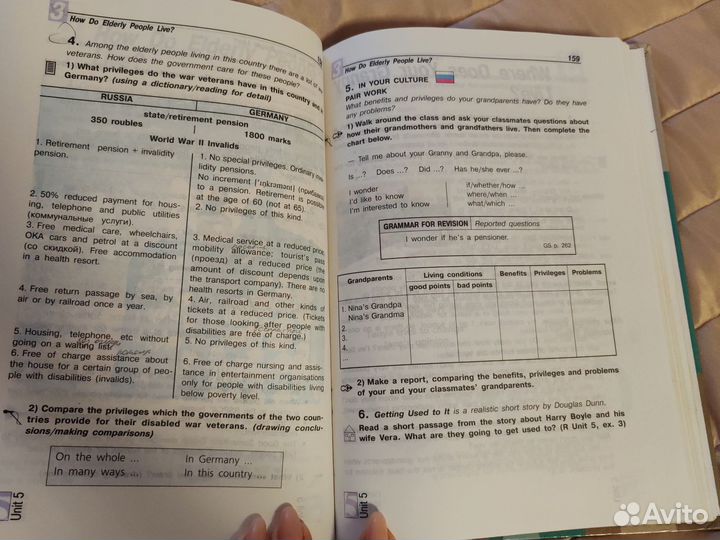 How Do Elderly People Live?
4. Among the elderly people living in this country there are a lot of
veterans. How does the government care for these people?
1) What privileges do the war veterans have in this country and
Germany? (using a dictionary/reading for detail)
RUSSIA
GERMANY
state/retirement pension
350 roubles
1800 marks
World War II Invalids
1. Retirement pension + invalidity
pension.
2. 50% reduced payment for hous-
ing, telephone and public utilities
(коммунальные услуги).
3. Free medical care, wheelchairs,
OKA cars and petrol at a discount
(со скидкой). Free accommodation
in a health resort.
4. Free return passage by sea, by
air or by railroad once a year.
5. Housing, telephone, etc without
going on a waiting list.
6. Free of charge assistance about
the house for a certain group of peo-
ple with disabilities (invalids).
1. No special privileges. Ordinary
lidity pensions.
No increment ['ɪŋkrəmənt] (прибавка)
to a pension. Retirement is possible
at the age of 60 (not at 65).
2. No privileges of this kind.
3. Medical service at a reduced price,
mobility allowance; tourist's pass
(проезд) at a reduced price (the
amount of discount depends upon
the transport company). There are no
health resorts in Germany.
4. Air, railroad and other kinds of
tickets at a reduced price. (Tickets
for those looking after people with
disabilities are free of charge.)
5. No privileges of this kind.
6. Free of charge nursing and assis-
tance in entertainment organisations
only for people with disabilities living
below poverty level.
2) Compare the privileges which the governments of the two coun-
tries provide for their disabled war veterans. (drawing conclu-
sions/making comparisons)
On the whole ... In Germany ...
In many ways ... In this country ...
Unit 5
How Do Elderly People Live?
159
5. IN YOUR CULTURE
PAIR WORK
What benefits and privileges do your grandparents have? Do they have
any problems?
1) Walk around the class and ask your classmates questions about
how their grandmothers and grandfathers live. Then complete the
chart below.
— Tell me about your Granny and Grandpa, please.
Is ...? Does ...? Did ...? Has he/she ever ...?
I wonder
I'd like to know
I'm interested to know
if/whether/how ...
where/when ...
what/which ...
GRAMMAR FOR REVISION Reported questions
I wonder if he's a pensioner.
GS p. 262
Grandparents
Living conditions
good points
bad points
Benefits
Privileges
Problems
1. Nina's Grandpa
Nina's Grandma
2.
3.
4.
...
2) Make a report, comparing the benefits, privileges and problems
of your and your classmates' grandparents.
6. Getting Used to It is a realistic short story by Douglas Dunn.
Read a short passage from the story about Harry Boyle and his
wife Vera. What are they going to get used to? (R Unit 5, ex. 3)
Unit 5
Avito